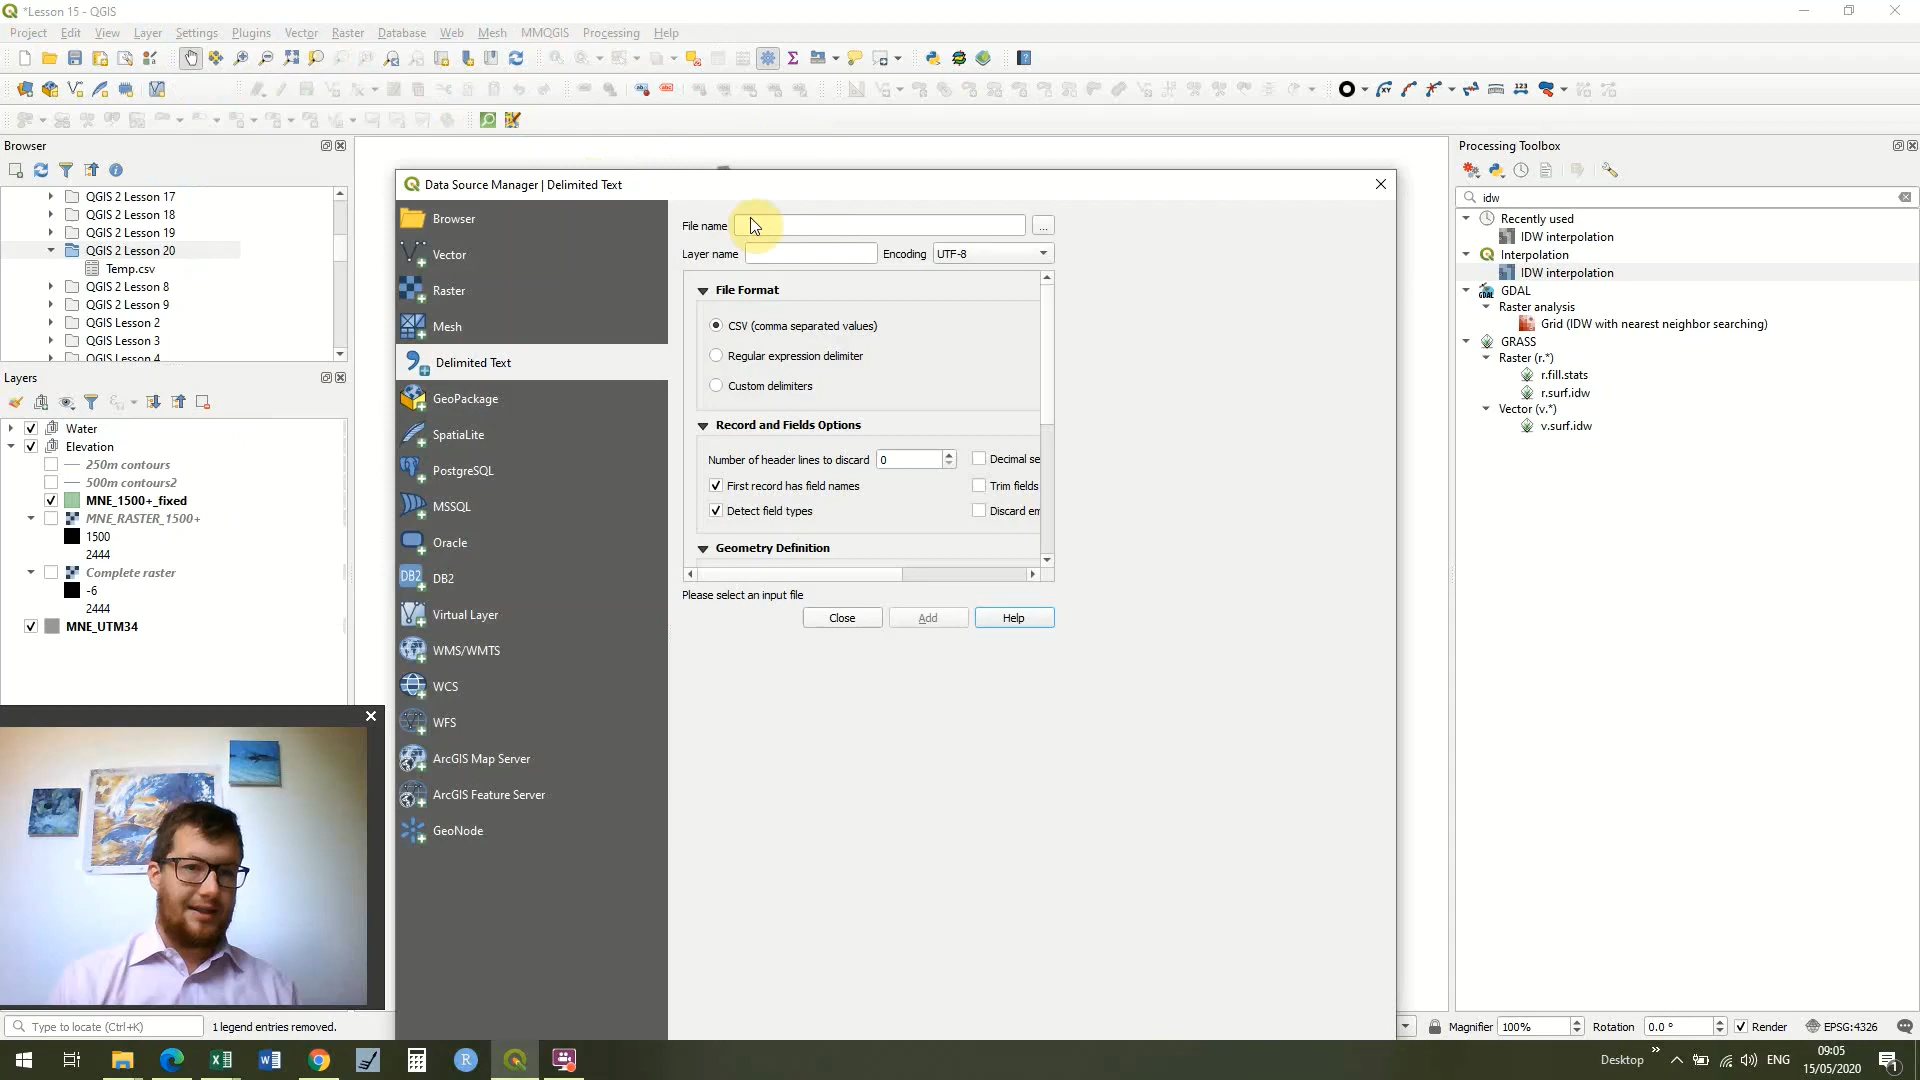 *Lesson 15 - QGIS
Project Edit View Layer Settings Plugins Vector Raster Database Web Mesh MMQGIS Processing Help
Browser
QGIS 2 Lesson 17
QGIS 2 Lesson 18
QGIS 2 Lesson 19
QGIS 2 Lesson 20
Temp.csv
QGIS 2 Lesson 8
QGIS 2 Lesson 9
QGIS Lesson 2
QGIS Lesson 3
QGIS Lesson 4
Layers
Water
Elevation
250m contours
500m contours2
MNE_1500+_fixed
MNE_RASTER_1500+
1500
2444
Complete raster
-6
2444
MNE_UTM34
Data Source Manager | Delimited Text
Browser
Vector
Raster
Mesh
Delimited Text
GeoPackage
SpatiaLite
PostgreSQL
MSSQL
Oracle
DB2
DB2
Virtual Layer
WMS/WMTS
WCS
WFS
ArcGIS Map Server
ArcGIS Feature Server
GeoNode
File name ...
Layer name Encoding UTF-8
File Format
CSV (comma separated values)
Regular expression delimiter
Custom delimiters
Record and Fields Options
Number of header lines to discard 0 Decimal se
First record has field names Trim fields
Detect field types Discard em
Geometry Definition
Please select an input file
Close Add Help
Processing Toolbox
idw
Recently used
IDW interpolation
Interpolation
IDW interpolation
GDAL
GDAL
Raster analysis
Grid (IDW with nearest neighbor searching)
GRASS
Raster (r.*)
r.fill.stats
r.surf.idw
Vector (v.*)
v.surf.idw
Type to locate (Ctrl+K) 1 legend entries removed.
Magnifier 100% Rotation 0.0 ° Render EPSG:4326
Desktop ENG 09:05
15/05/2020